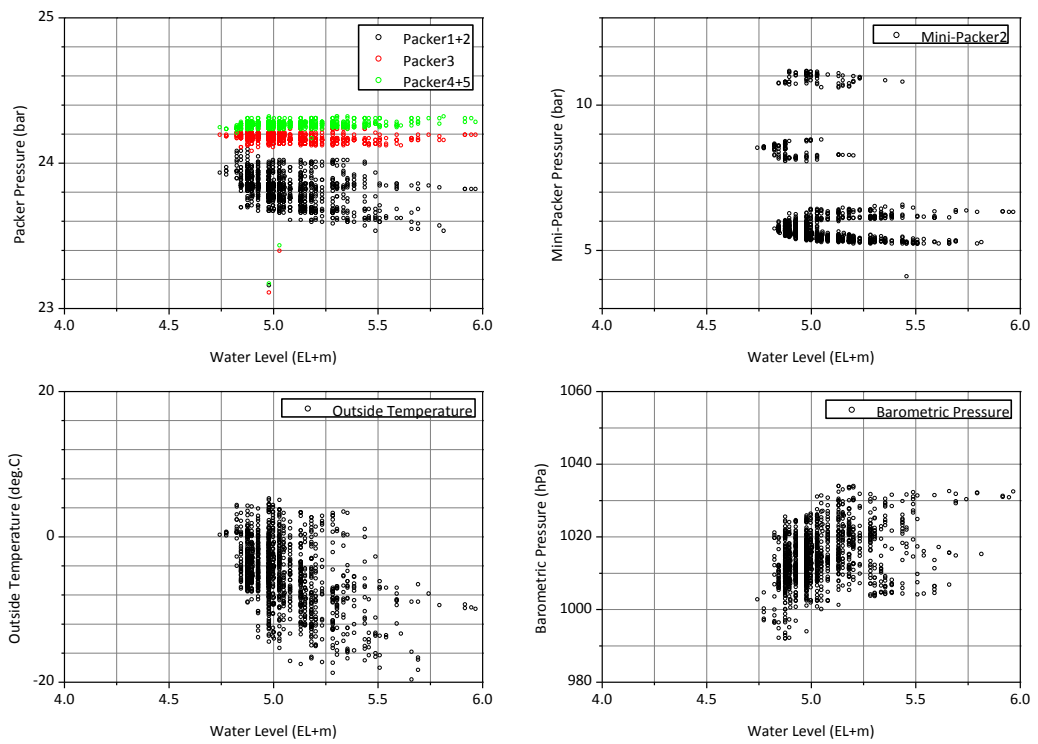 25
Packer1+2
Packer3
Packer4+5
Packer Pressure (bar)
24
23
4.0 4.5 5.0 5.5 6.0
Water Level (EL+m)
Mini-Packer2
Mini-Packer Pressure (bar)
10
5
4.0 4.5 5.0 5.5 6.0
Water Level (EL+m)
20
Outside Temperature
Outside Temperature (deg.C)
0
-20
4.0 4.5 5.0 5.5 6.0
Water Level (EL+m)
1060
Barometric Pressure
Barometric Pressure (hPa)
1040
1020
1000
980
4.0 4.5 5.0 5.5 6.0
Water Level (EL+m)